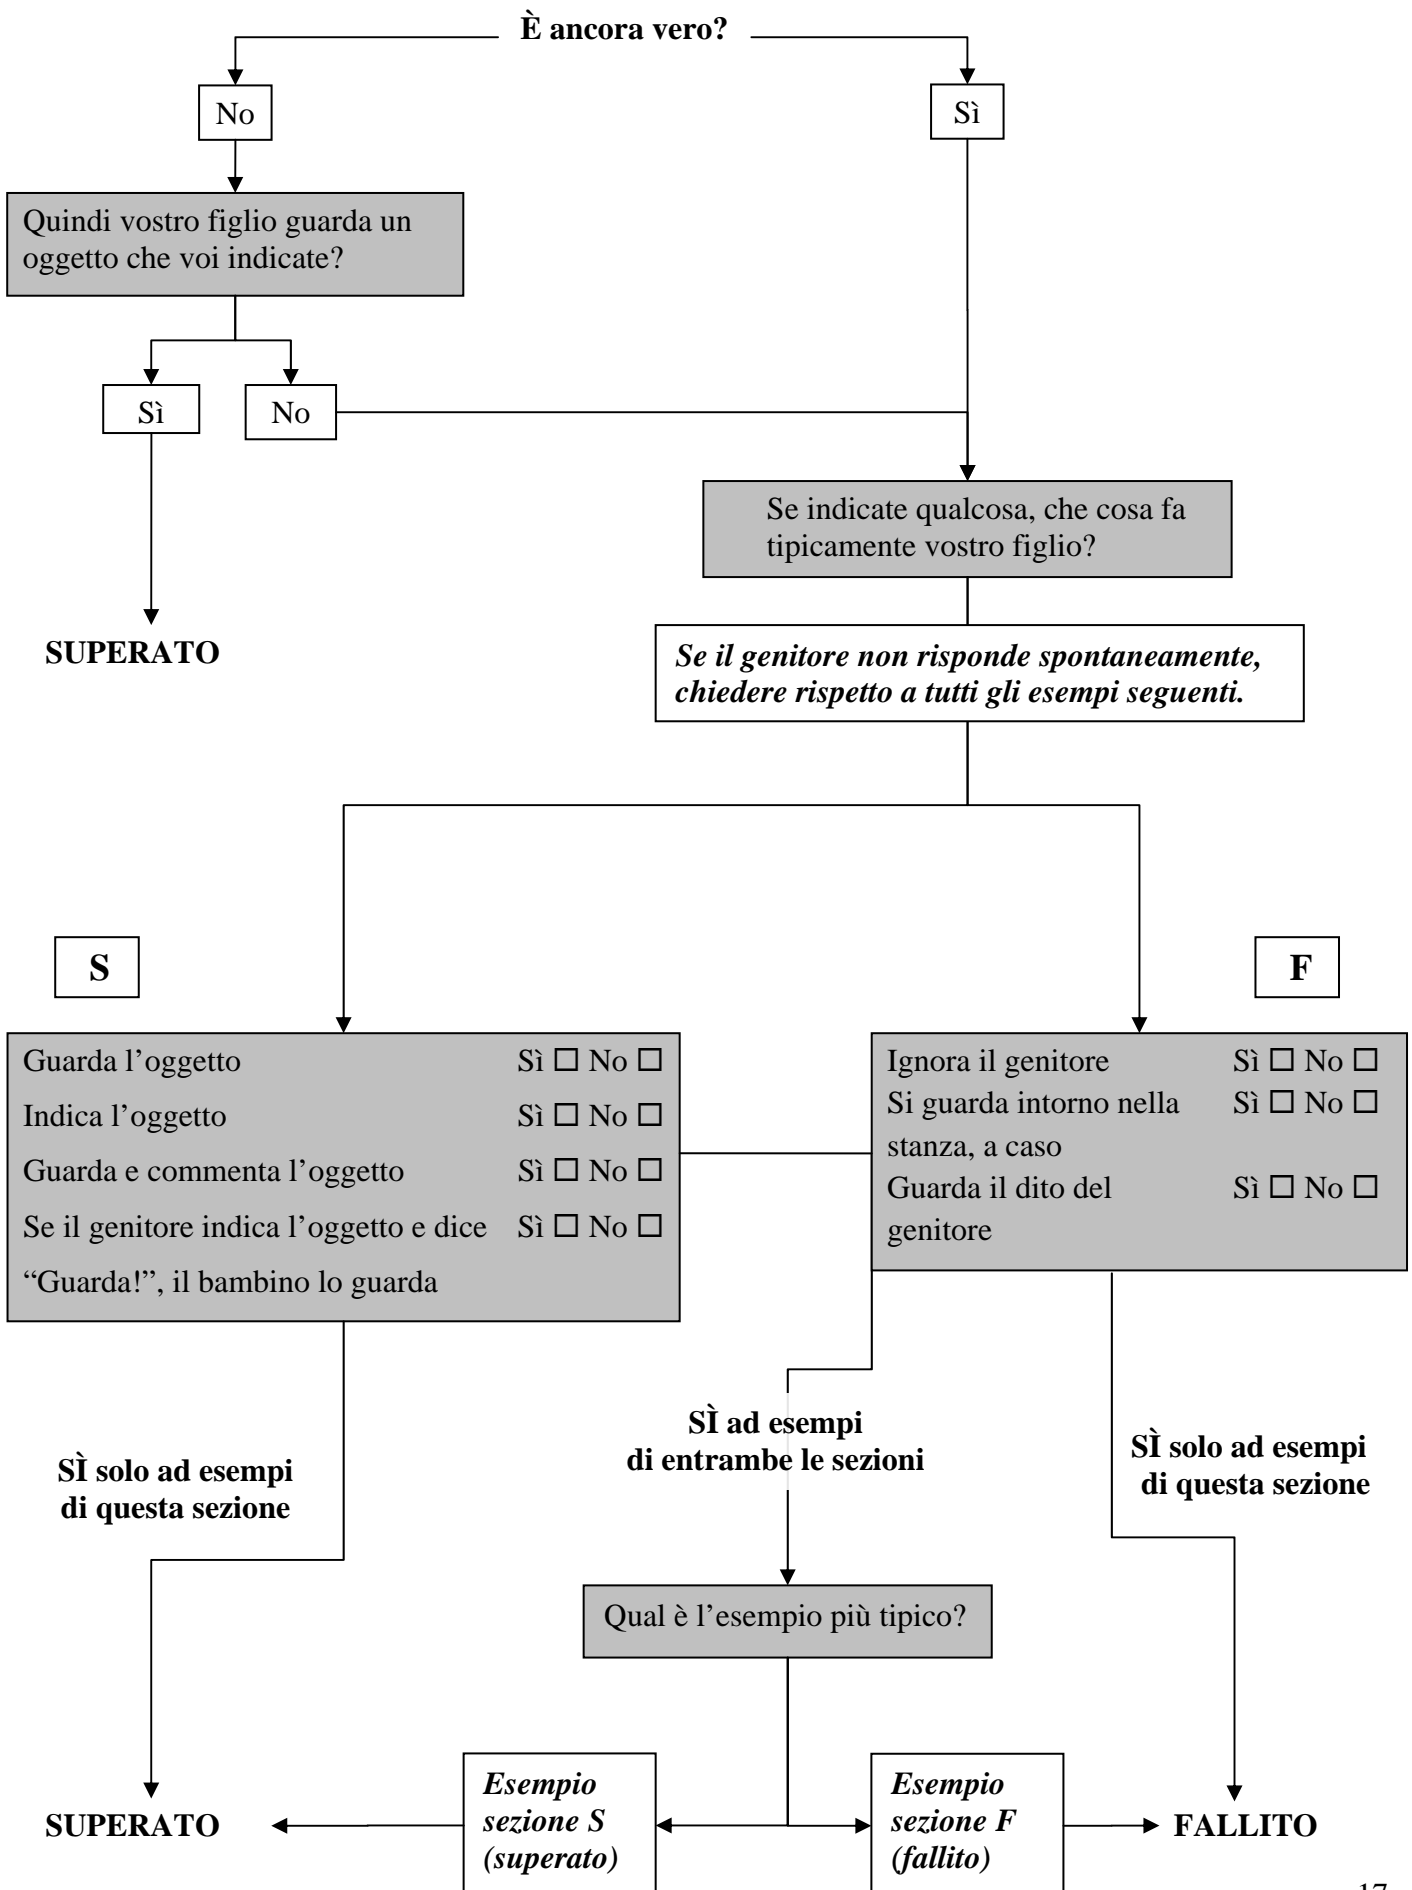 È ancora vero?
No
Sì
Quindi vostro figlio guarda un
oggetto che voi indicate?
Sì
No
Se indicate qualcosa, che cosa fa
tipicamente vostro figlio?
SUPERATO
Se il genitore non risponde spontaneamente,
chiedere rispetto a tutti gli esempi seguenti.
S
F
Guarda l’oggetto Sì ☐ No ☐
Indica l’oggetto Sì ☐ No ☐
Guarda e commenta l’oggetto Sì ☐ No ☐
Se il genitore indica l’oggetto e dice Sì ☐ No ☐
“Guarda!”, il bambino lo guarda
Ignora il genitore Sì ☐ No ☐
Si guarda intorno nella Sì ☐ No ☐
stanza, a caso
Guarda il dito del Sì ☐ No ☐
genitore
SÌ solo ad esempi
di questa sezione
SÌ ad esempi
di entrambe le sezioni
SÌ solo ad esempi
di questa sezione
Qual è l’esempio più tipico?
SUPERATO
Esempio
sezione S
(superato)
Esempio
sezione F
(fallito)
FALLITO
17